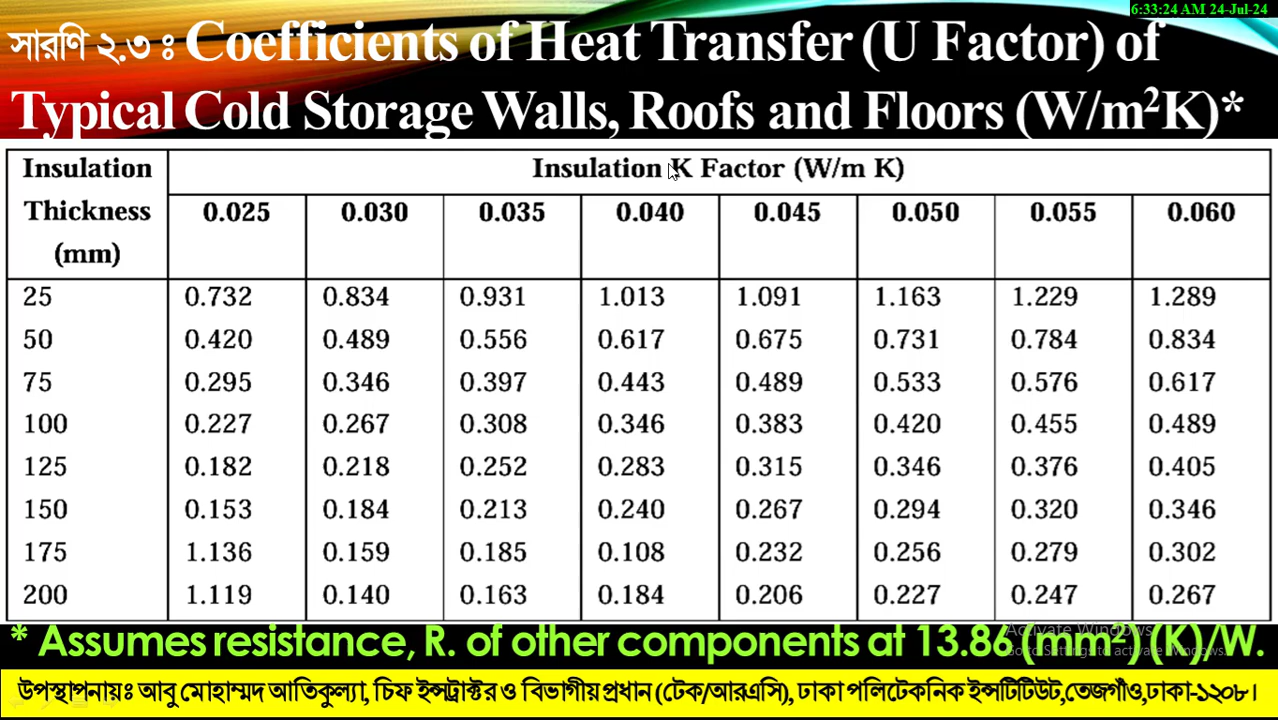 6:33:24 AM 24-Jul-24
সারণি ২.৩ ঃ Coefficients of Heat Transfer (U Factor) of
Typical Cold Storage Walls, Roofs and Floors (W/m²K)*
Insulation Thickness (mm) Insulation K Factor (W/m K)
0.025 0.030 0.035 0.040 0.045 0.050 0.055 0.060
25 0.732 0.834 0.931 1.013 1.091 1.163 1.229 1.289
50 0.420 0.489 0.556 0.617 0.675 0.731 0.784 0.834
75 0.295 0.346 0.397 0.443 0.489 0.533 0.576 0.617
100 0.227 0.267 0.308 0.346 0.383 0.420 0.455 0.489
125 0.182 0.218 0.252 0.283 0.315 0.346 0.376 0.405
150 0.153 0.184 0.213 0.240 0.267 0.294 0.320 0.346
175 1.136 0.159 0.185 0.108 0.232 0.256 0.279 0.302
200 1.119 0.140 0.163 0.184 0.206 0.227 0.247 0.267
* Assumes resistance, R. of other components at 13.86 (mm²)(K)/W.
Activate Windows
Go to Settings to activate Windows.
উপস্থাপনায়ঃ আবু মোহাম্মদ আতিকুল্যা, চিফ ইন্সট্রাক্টর ও বিভাগীয় প্রধান (টেক/আরএসি), ঢাকা পলিটেকনিক ইন্সটিটিউট,তেজগাঁও,ঢাকা-১২০৮।